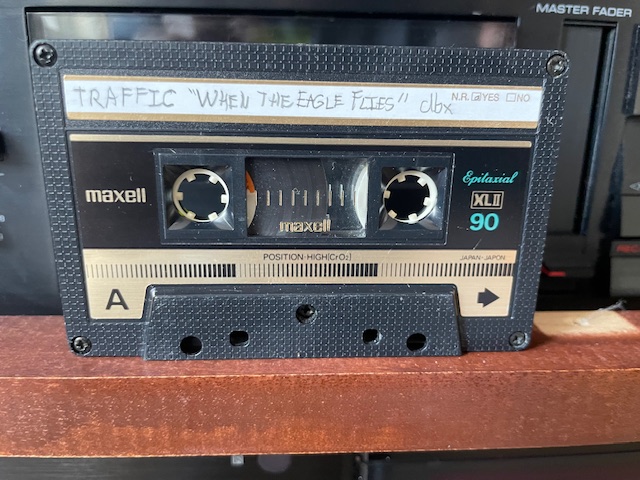 MASTER FADER
TRAFFIC "WHEN THE EAGLE FLIES" dbx N.R. ☑YES ☐NO
maxell
Epitaxial
XLII
90
maxell
POSITION·HIGH[CrO₂]
JAPAN·JAPON
A
REC